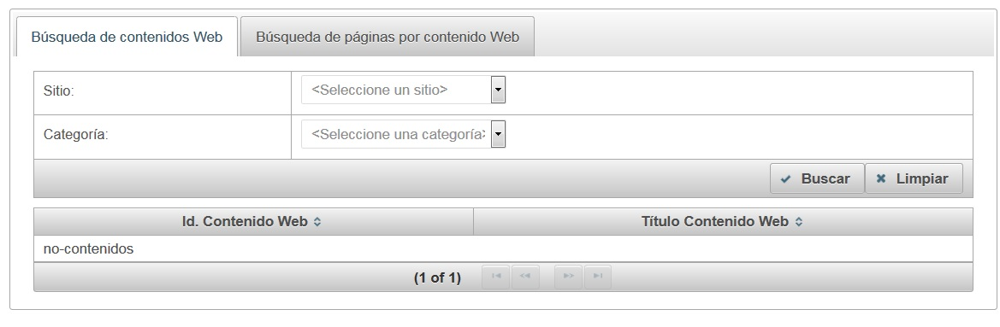 Búsqueda de contenidos Web Búsqueda de páginas por contenido Web
Sitio: <Seleccione un sitio>
Categoría: <Seleccione una categoría>
Buscar Limpiar
Id. Contenido Web Título Contenido Web
no-contenidos
(1 of 1)